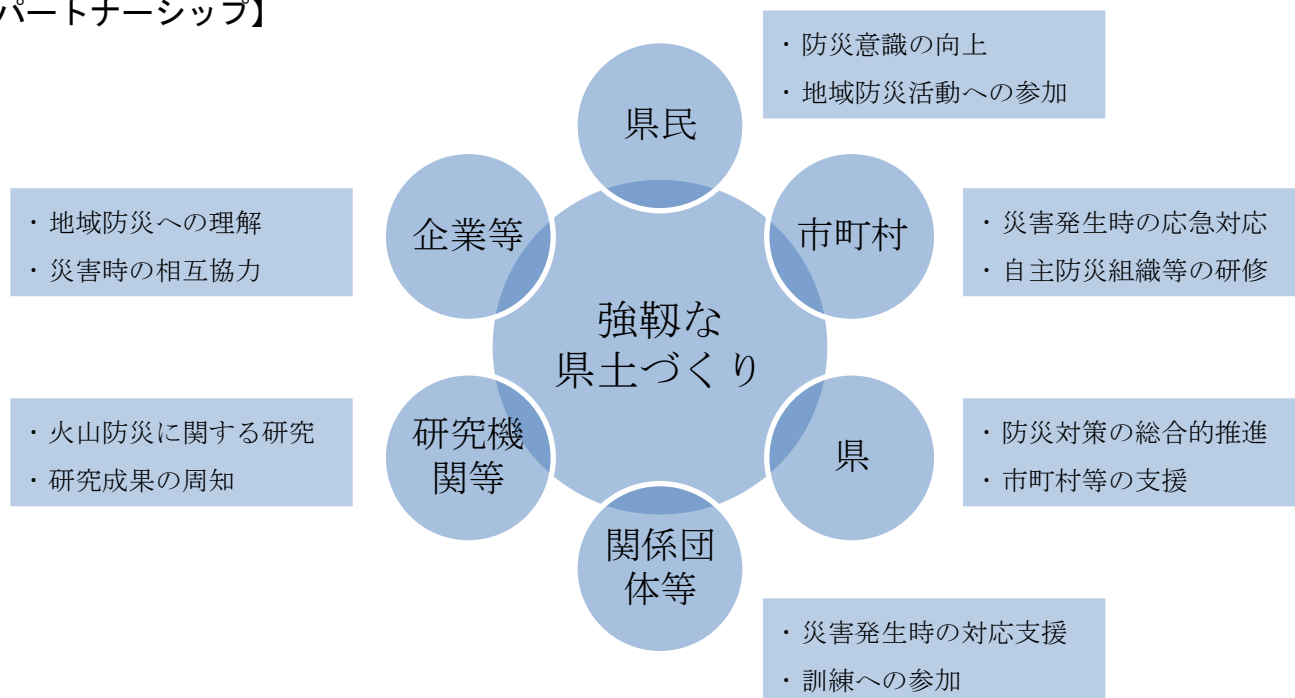 パートナーシップ】
県民
・防災意識の向上
・地域防災活動への参加
市町村
・災害発生時の応急対応
・自主防災組織等の研修
県
・防災対策の総合的推進
・市町村等の支援
関係団
体等
・災害発生時の対応支援
・訓練への参加
研究機
関等
・火山防災に関する研究
・研究成果の周知
企業等
・地域防災への理解
・災害時の相互協力
強靱な
県土づくり